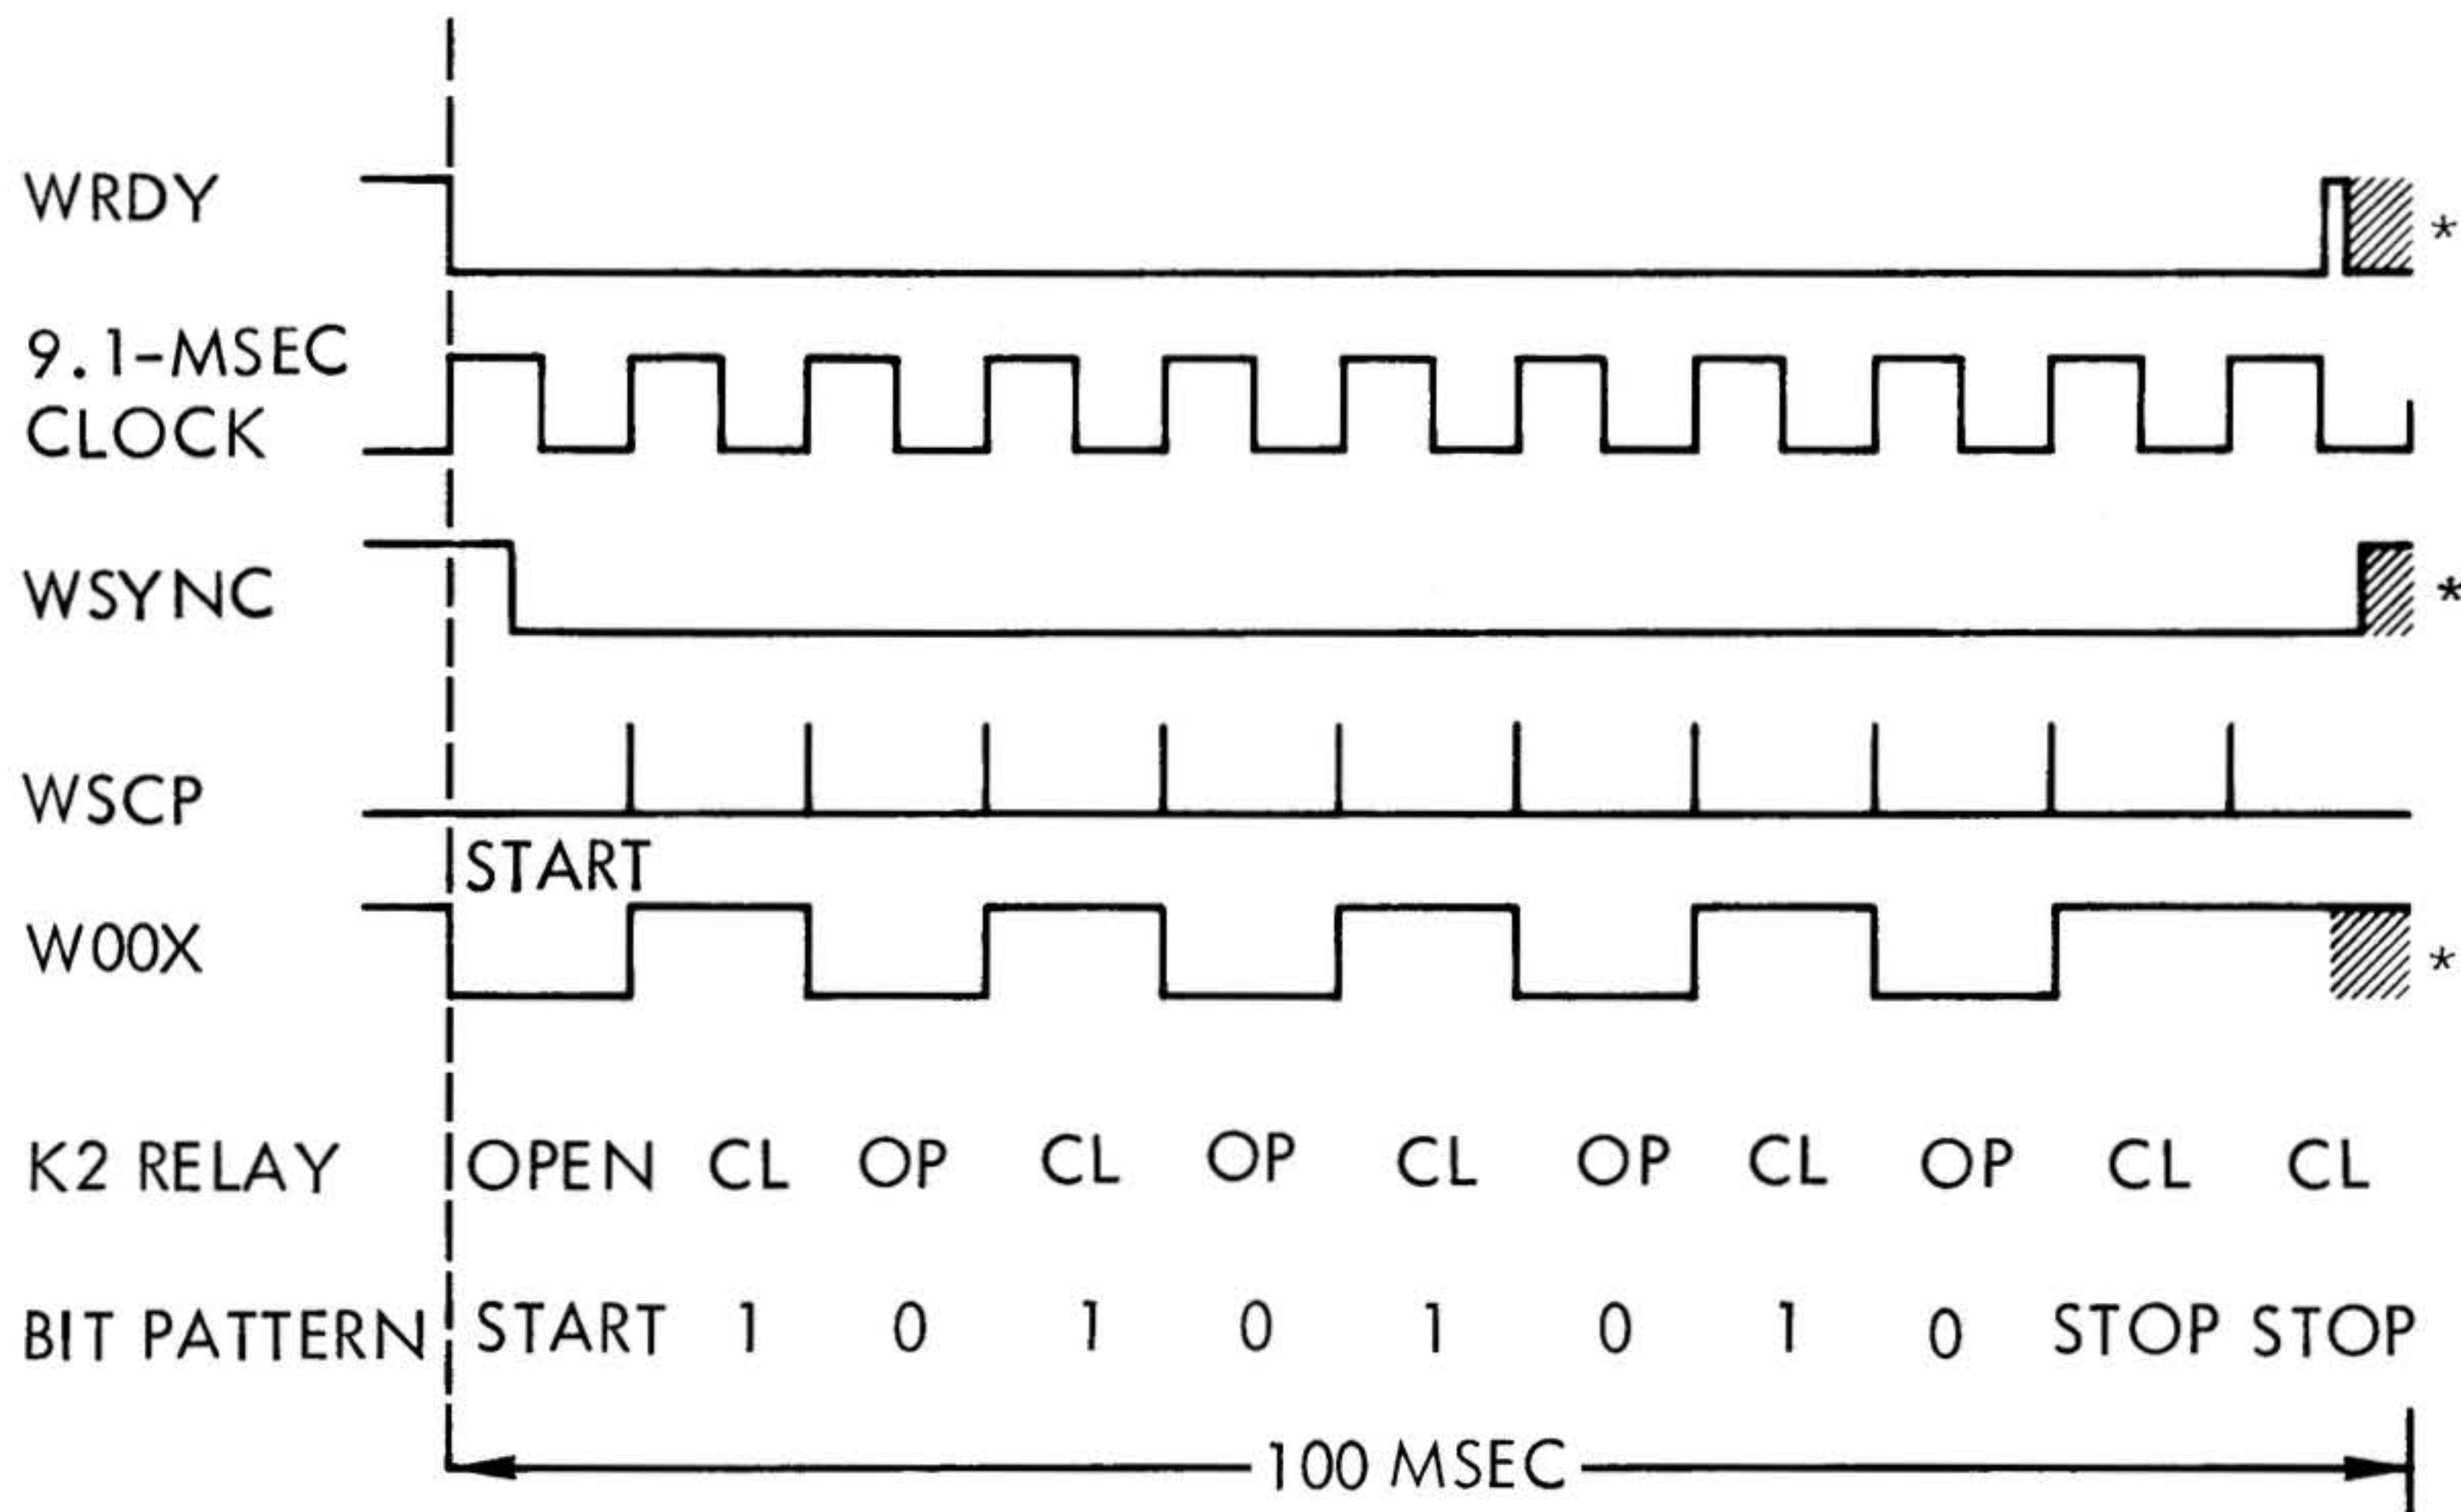 WRDY
*
9.1-MSEC
CLOCK
WSYNC
*
WSCP
START
W00X
*
K2 RELAY OPEN CL OP CL OP CL OP CL OP CL CL
BIT PATTERN START 1 0 1 0 1 0 1 0 STOP STOP
100 MSEC